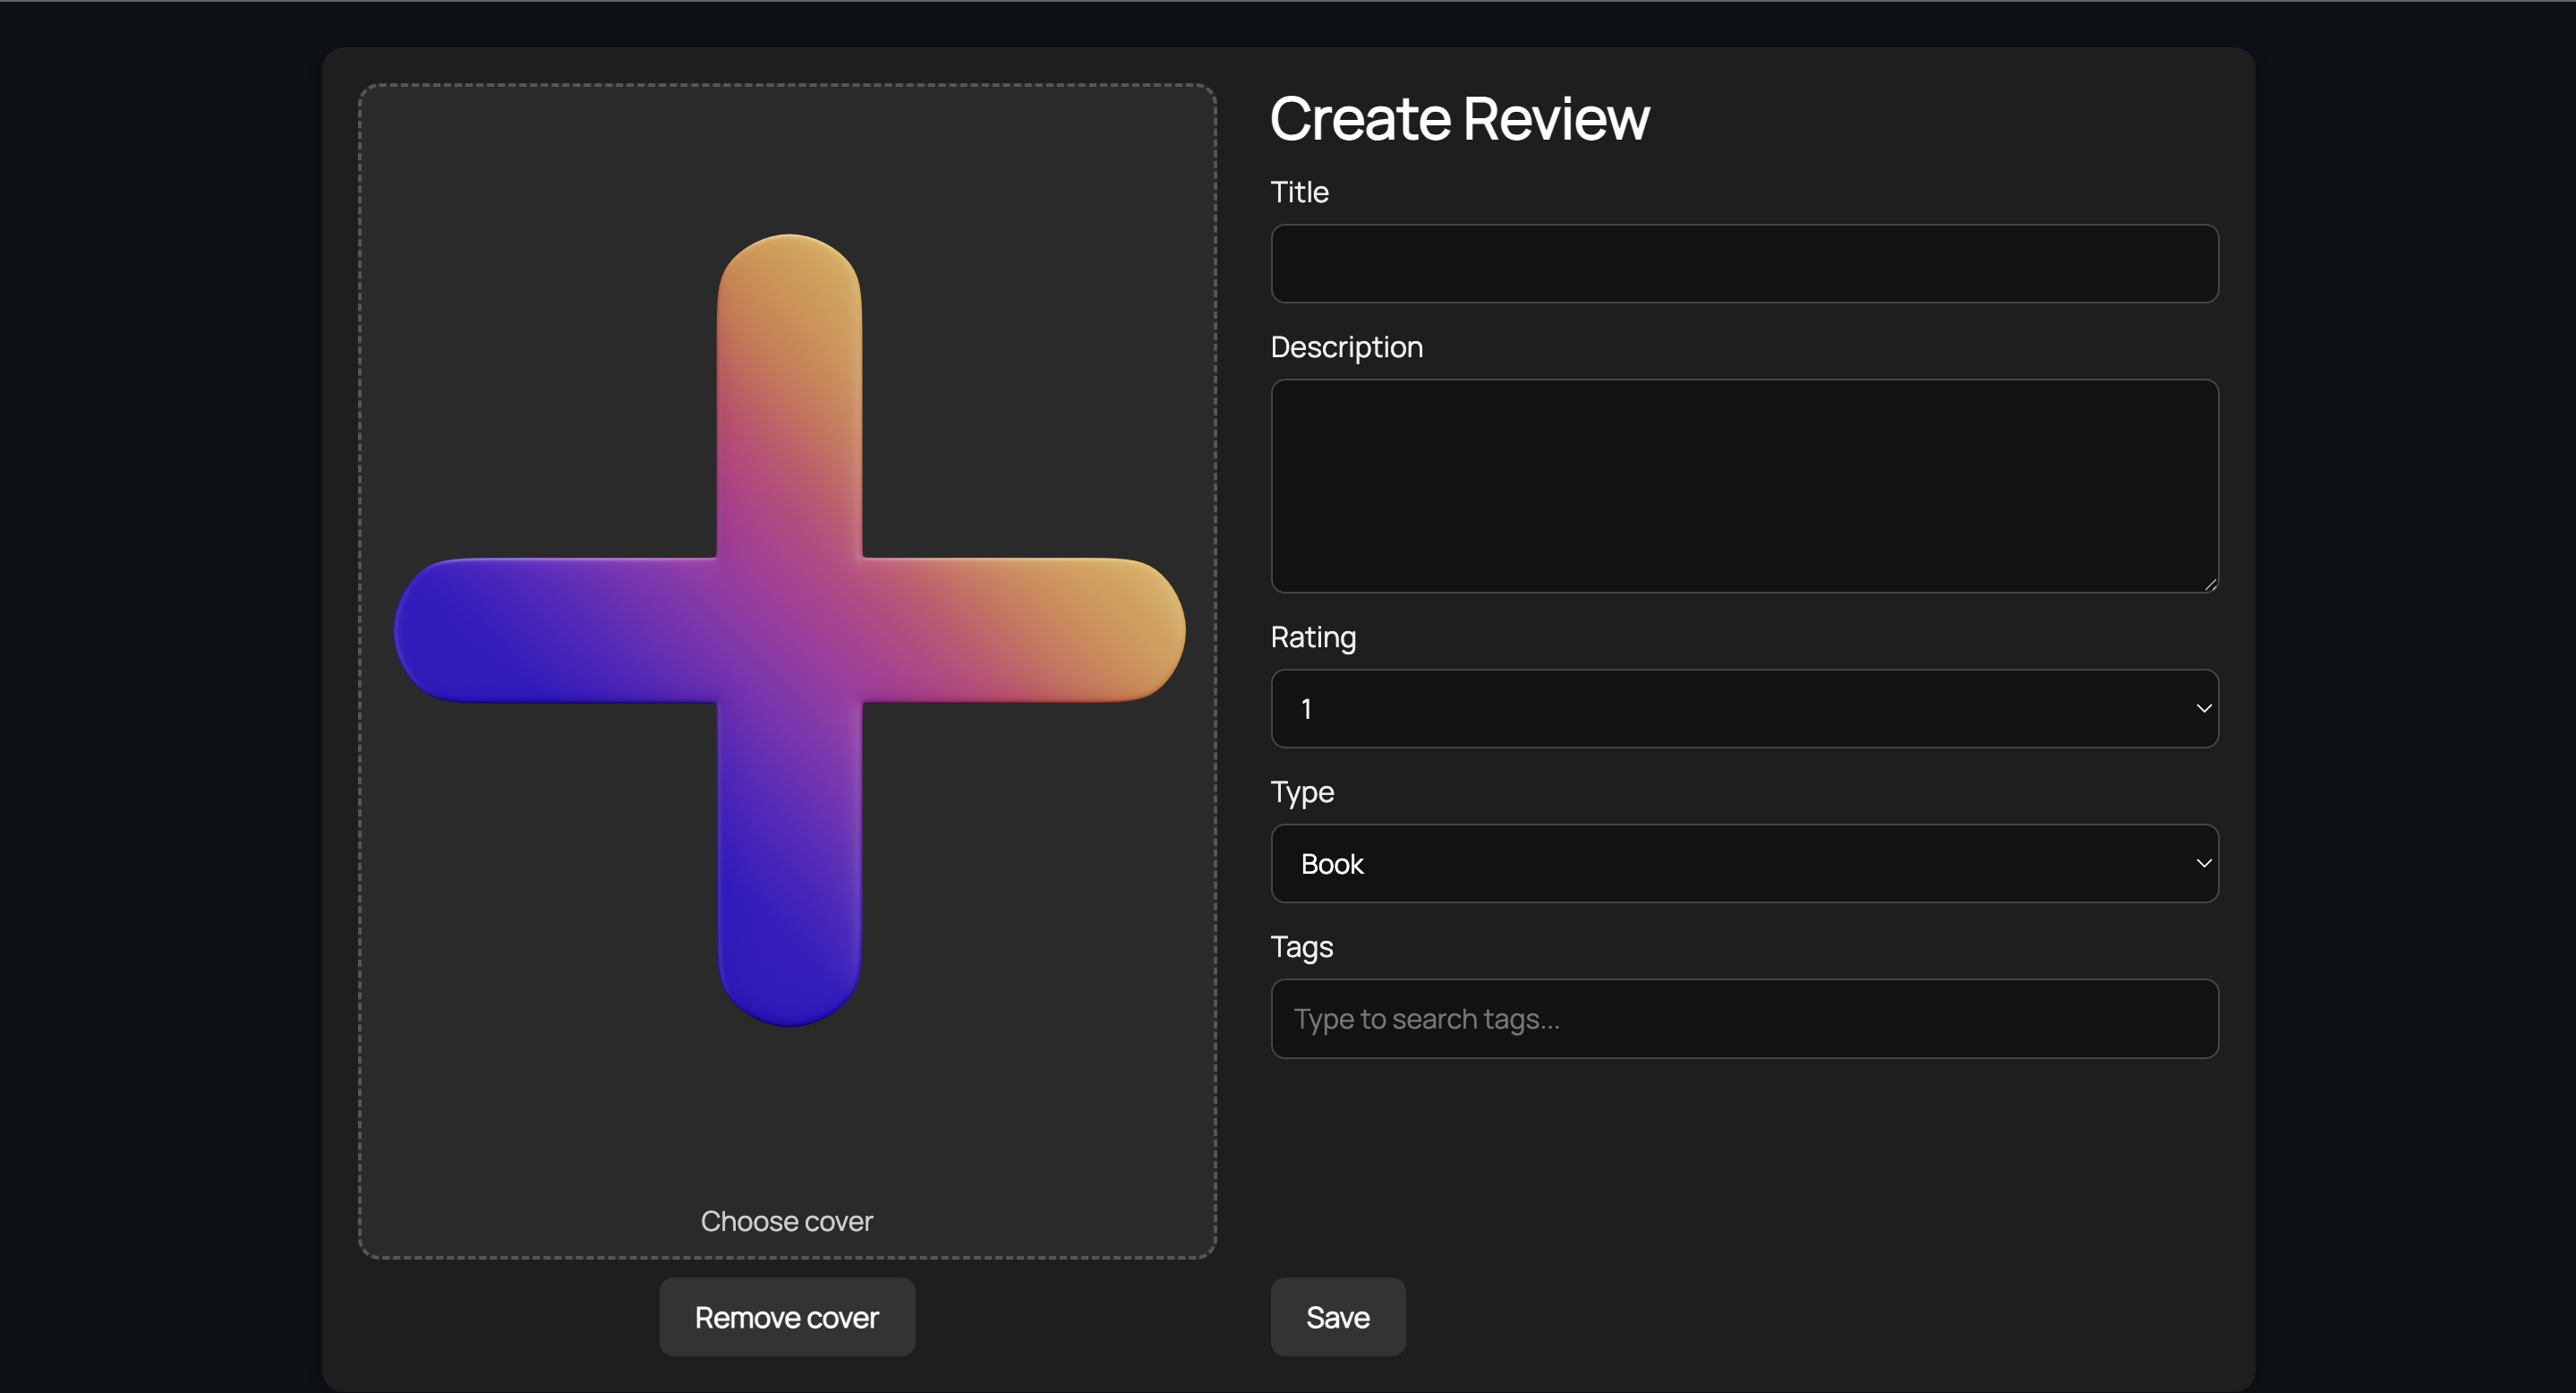 Create Review
Title
Description
Rating
1
Type
Book
Tags
Type to search tags...
Choose cover
Remove cover
Save